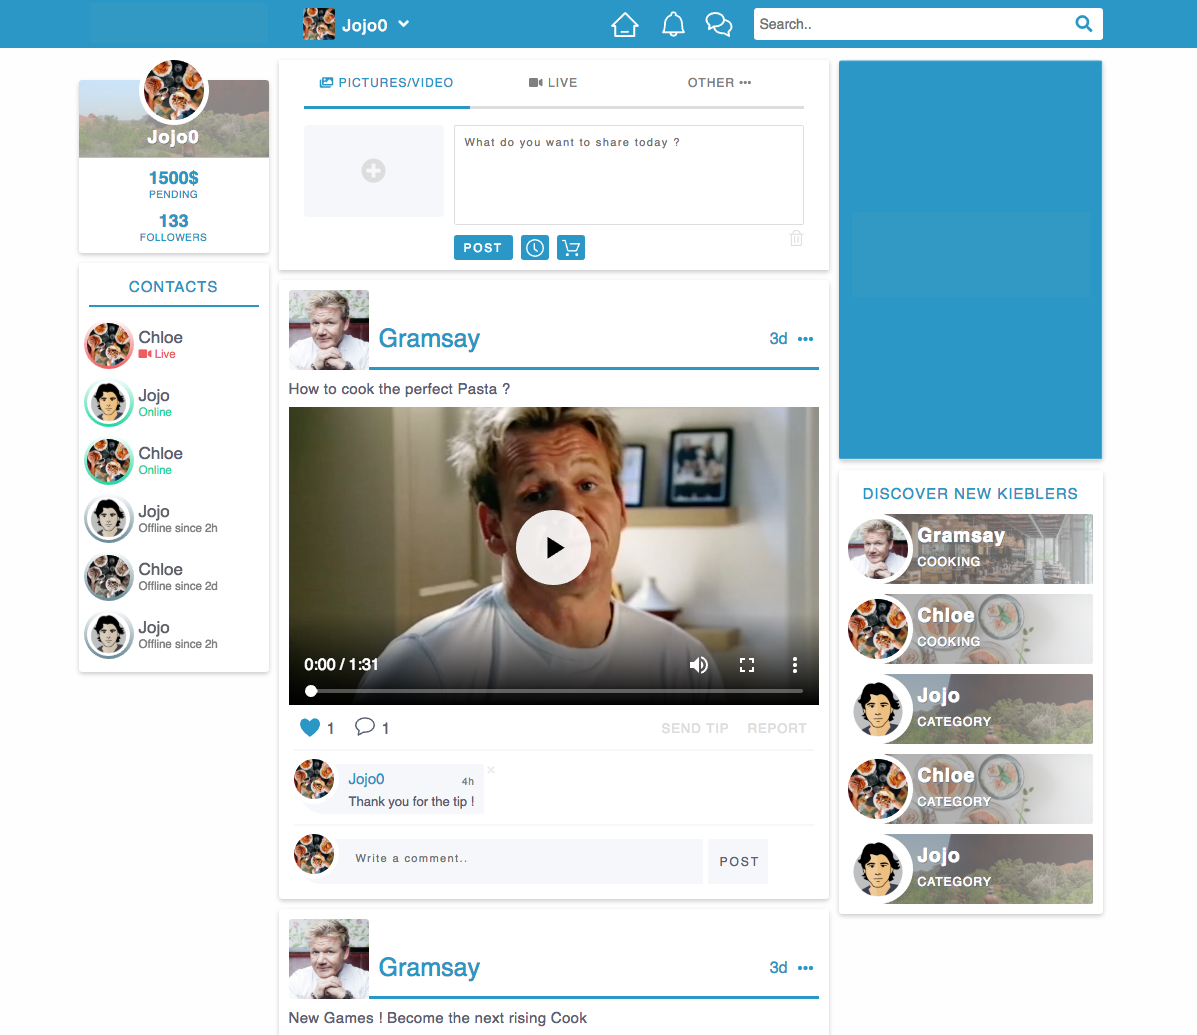 Jojo0
Search..
Jojo0
1500$
PENDING
133
FOLLOWERS
CONTACTS
Chloe
Live
Jojo
Online
Chloe
Online
Jojo
Offline since 2h
Chloe
Offline since 2d
Jojo
Offline since 2h
PICTURES/VIDEO
LIVE
OTHER •••
What do you want to share today ?
POST
Gramsay
3d •••
How to cook the perfect Pasta ?
0:00 / 1:31
1
1
SEND TIP
REPORT
Jojo0
4h
×
Thank you for the tip !
Write a comment..
POST
Gramsay
3d •••
New Games ! Become the next rising Cook
DISCOVER NEW KIEBLERS
Gramsay
COOKING
Chloe
COOKING
Jojo
CATEGORY
Chloe
CATEGORY
Jojo
CATEGORY